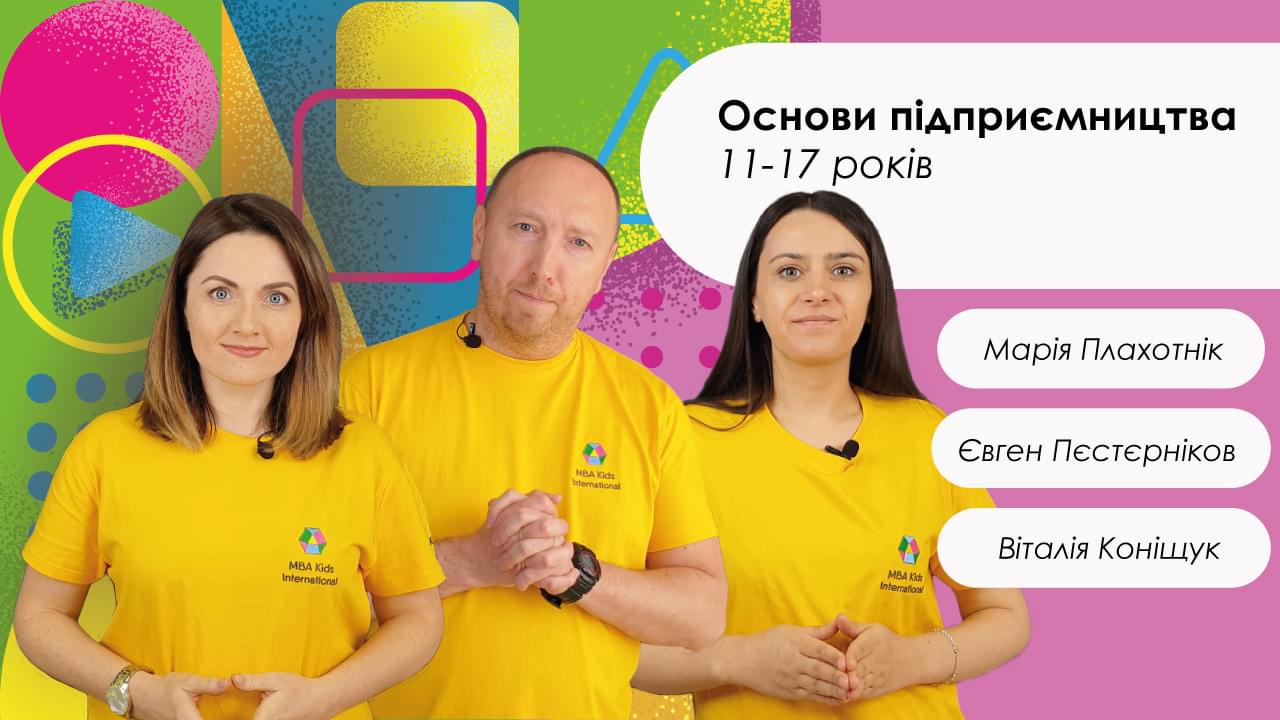 Основи підприємництва
11-17 років
Марія Плахотнік
Євген Пєстєрніков
Віталія Коніщук
MBA Kids
International
MBA Kids
International
MBA Kids
International